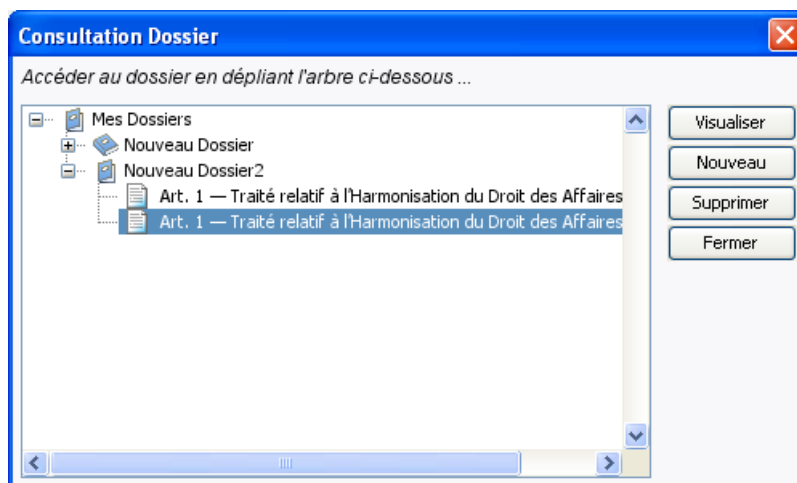 Consultation Dossier
Accéder au dossier en dépliant l'arbre ci-dessous ...
Mes Dossiers
Nouveau Dossier
Nouveau Dossier2
Art. 1 — Traité relatif à l'Harmonisation du Droit des Affaires
Art. 1 — Traité relatif à l'Harmonisation du Droit des Affaires
Visualiser
Nouveau
Supprimer
Fermer